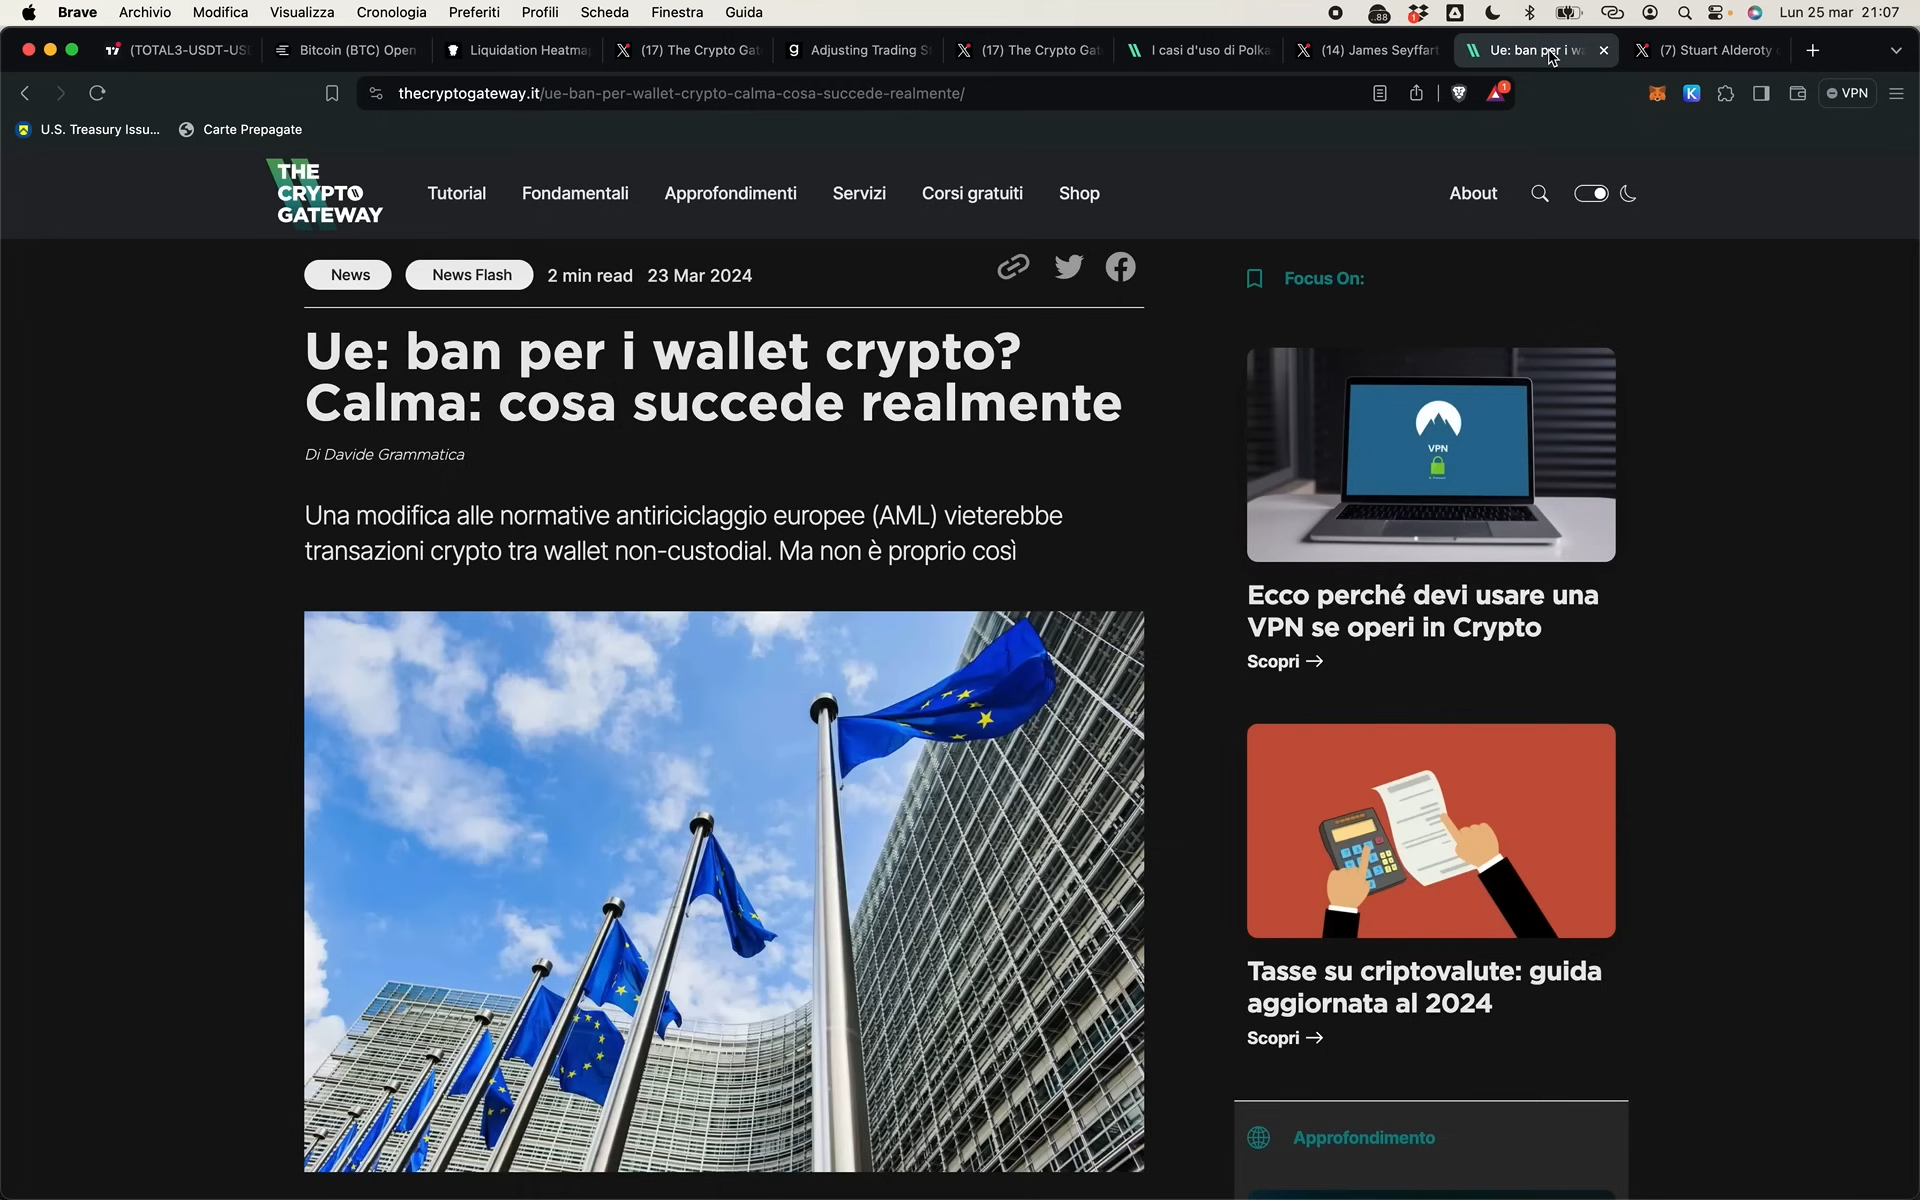 Brave Archivio Modifica Visualizza Cronologia Preferiti Profili Scheda Finestra Guida
.88 1 Lun 25 mar 21:07
(TOTAL3-USDT-US Bitcoin (BTC) Open Liquidation Heatma (17) The Crypto Gat Adjusting Trading S (17) The Crypto Gat I casi d'uso di Polka (14) James Seyffart Ue: ban per i wa (7) Stuart Alderoty
thecryptogateway.it/ue-ban-per-wallet-crypto-calma-cosa-succede-realmente/
1 K VPN
U.S. Treasury Issu... Carte Prepagate
THE
CRYPTO
GATEWAY
Tutorial Fondamentali Approfondimenti Servizi Corsi gratuiti Shop About
News News Flash 2 min read 23 Mar 2024
Ue: ban per i wallet crypto?
Calma: cosa succede realmente
Di Davide Grammatica
Una modifica alle normative antiriciclaggio europee (AML) vieterebbe
transazioni crypto tra wallet non-custodial. Ma non è proprio così
Focus On:
VPN
Ecco perché devi usare una
VPN se operi in Crypto
Scopri →
Tasse su criptovalute: guida
aggiornata al 2024
Scopri →
Approfondimento